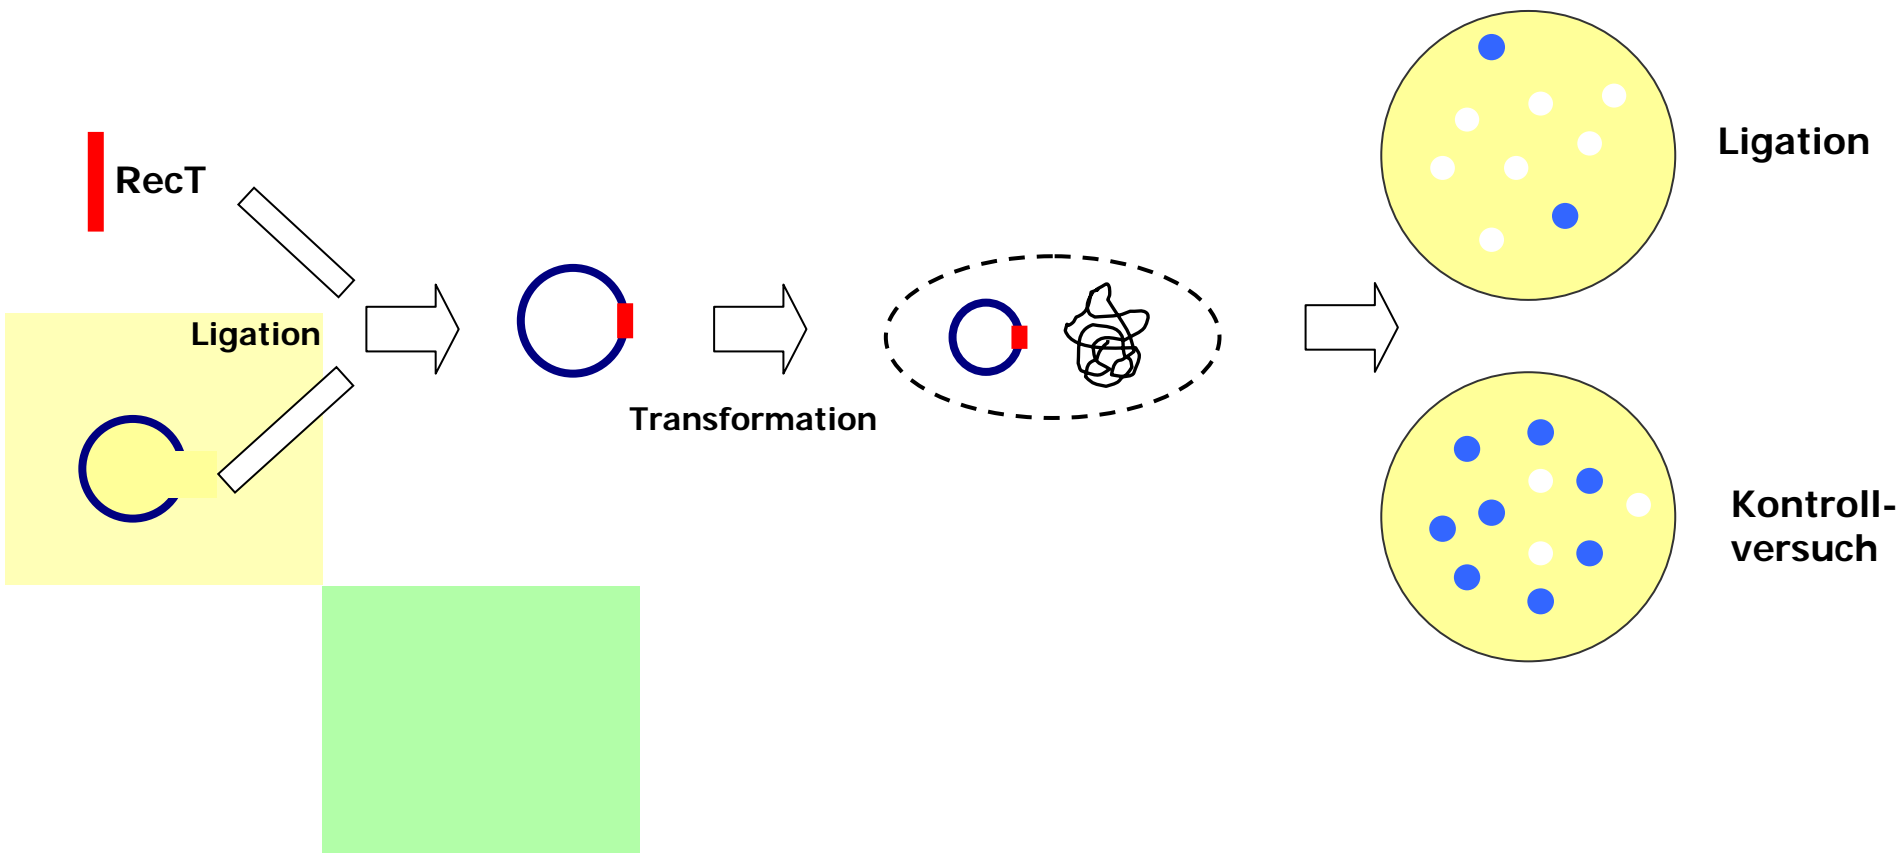 RecT
Ligation
Transformation
Ligation
Kontroll-
versuch